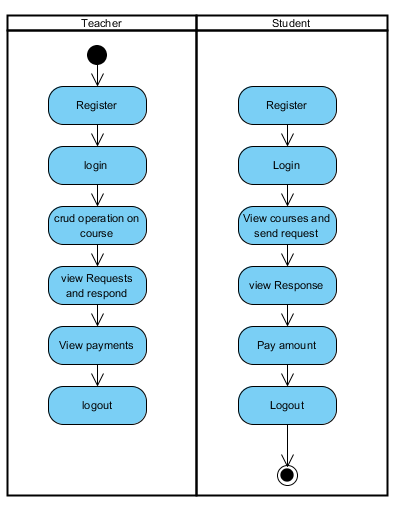 Teacher
Student
Register
login
crud operation on
course
view Requests
and respond
View payments
logout
Register
Login
View courses and
send request
view Response
Pay amount
Logout